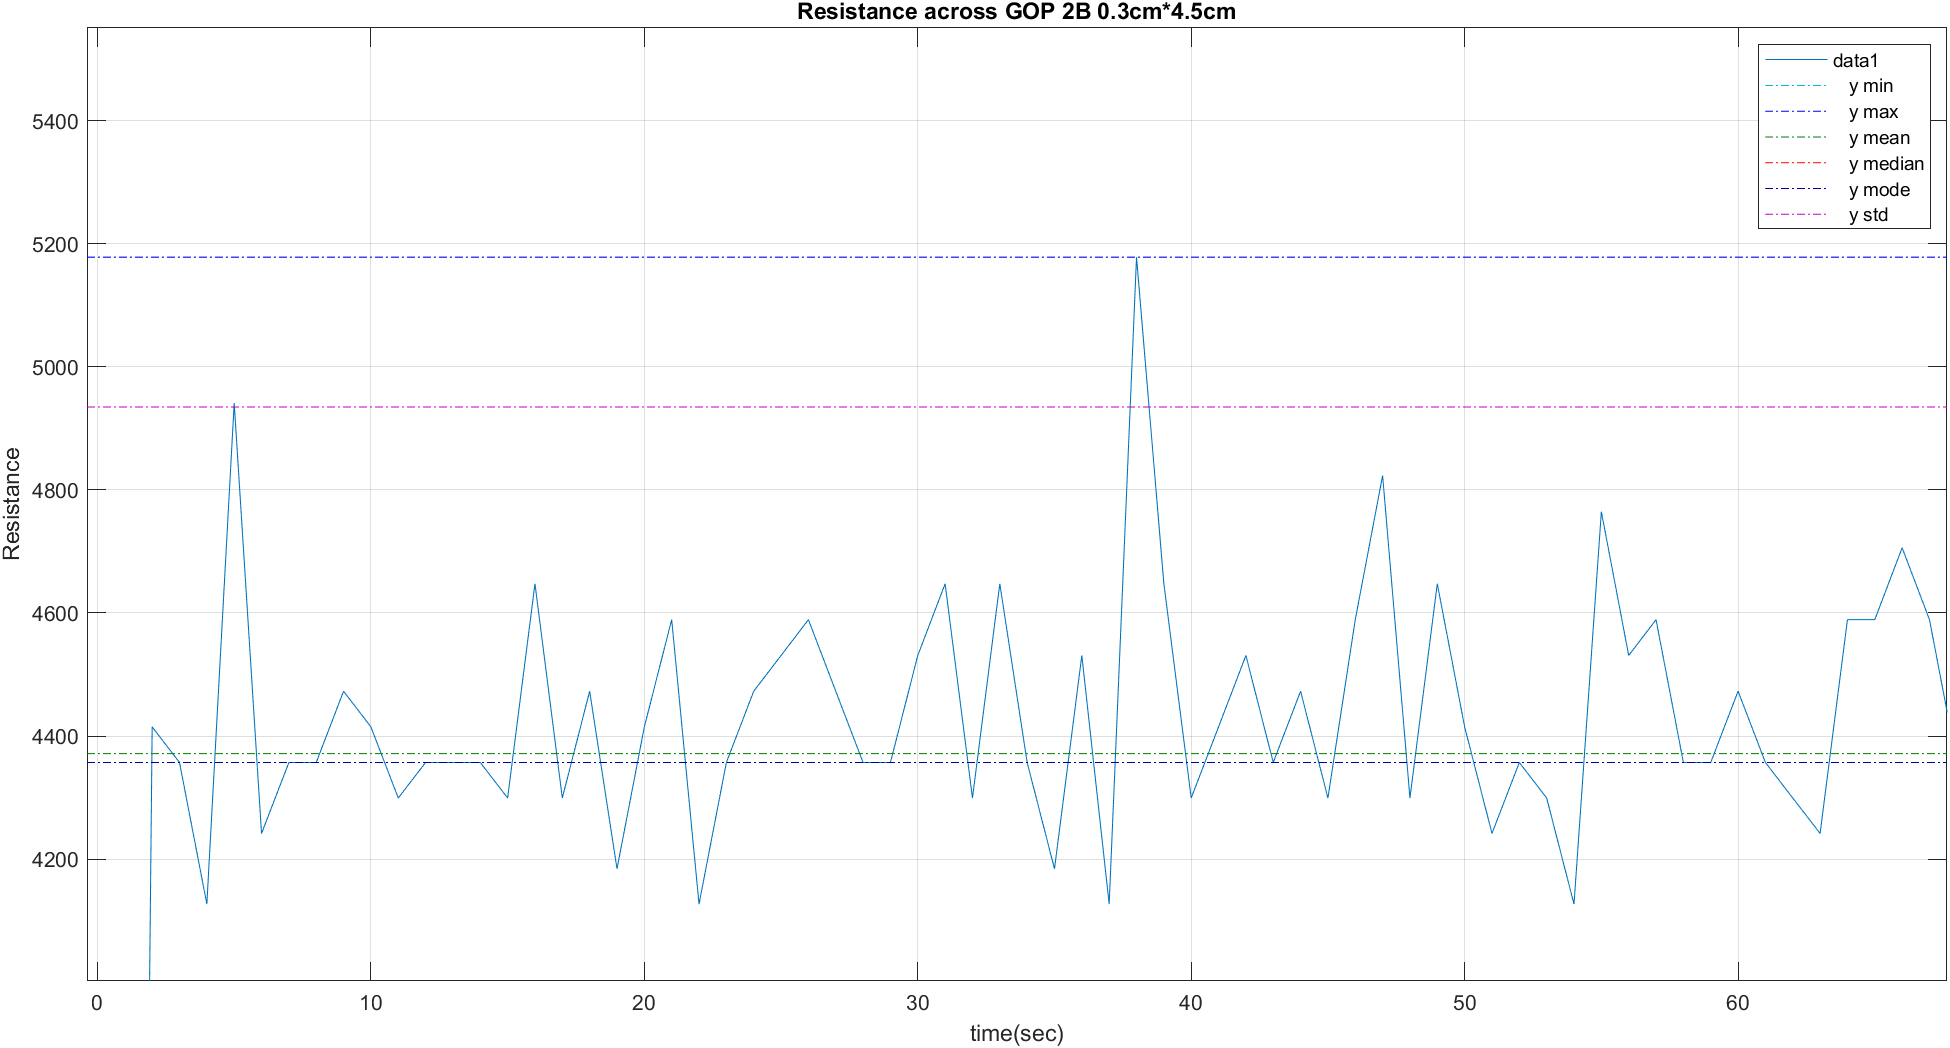 Resistance across GOP 2B 0.3cm*4.5cm
data1
y min
y max
y mean
y median
y mode
y std
5400
5200
5000
4800
4600
4400
4200
Resistance
0 10 20 30 40 50 60
time(sec)